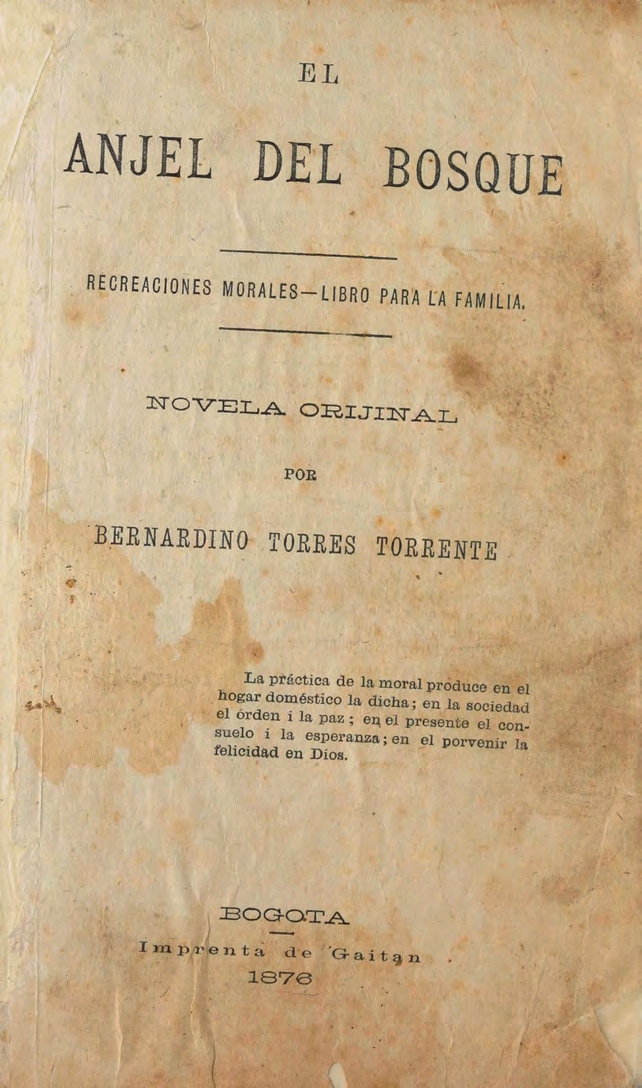 EL
ANJEL DEL BOSQUE
RECREACIONES MORALES—LIBRO PARA LA FAMILIA.
NOVELA ORIJINAL
POR
BERNARDINO TORRES TORRENTE
La práctica de la moral produce en el
hogar doméstico la dicha; en la sociedad
el órden i la paz; en el presente el con-
suelo i la esperanza; en el porvenir la
felicidad en Dios.
BOGOTA
Imprenta de Gaitan
1876